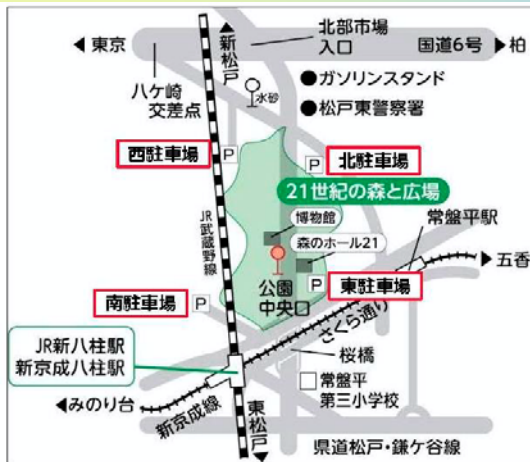 東京
新松戸
北部市場
入口
国道6号
柏
八ケ崎
交差点
水砂
ガソリンスタンド
松戸東警察署
西駐車場
P
P
北駐車場
21世紀の森と広場
JR武蔵野線
博物館
森のホール21
常盤平駅
五香
公園
中央口
P
東駐車場
南駐車場
P
さくら通り
JR新八柱駅
新京成八柱駅
桜橋
常盤平
第三小学校
みのり台
新京成線
東松戸
県道松戸・鎌ケ谷線